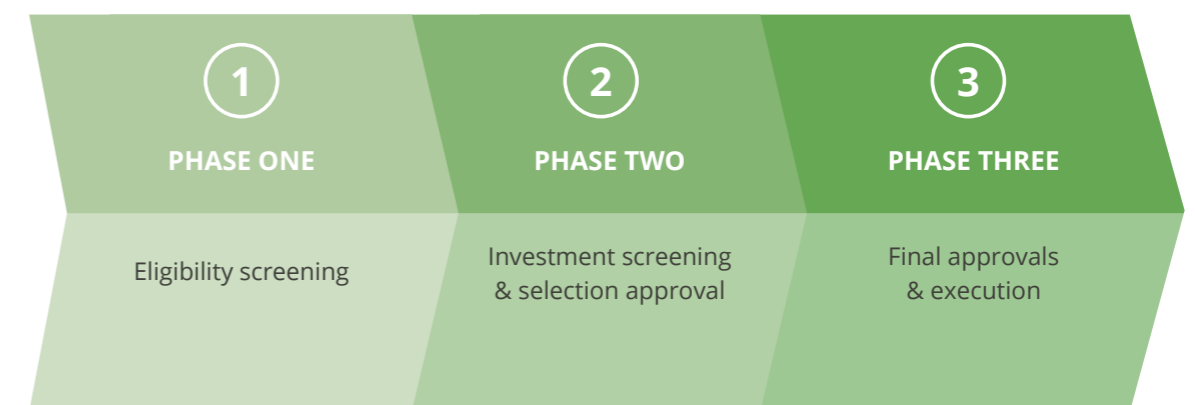 1
PHASE ONE
Eligibility screening
2
PHASE TWO
Investment screening
& selection approval
3
PHASE THREE
Final approvals
& execution